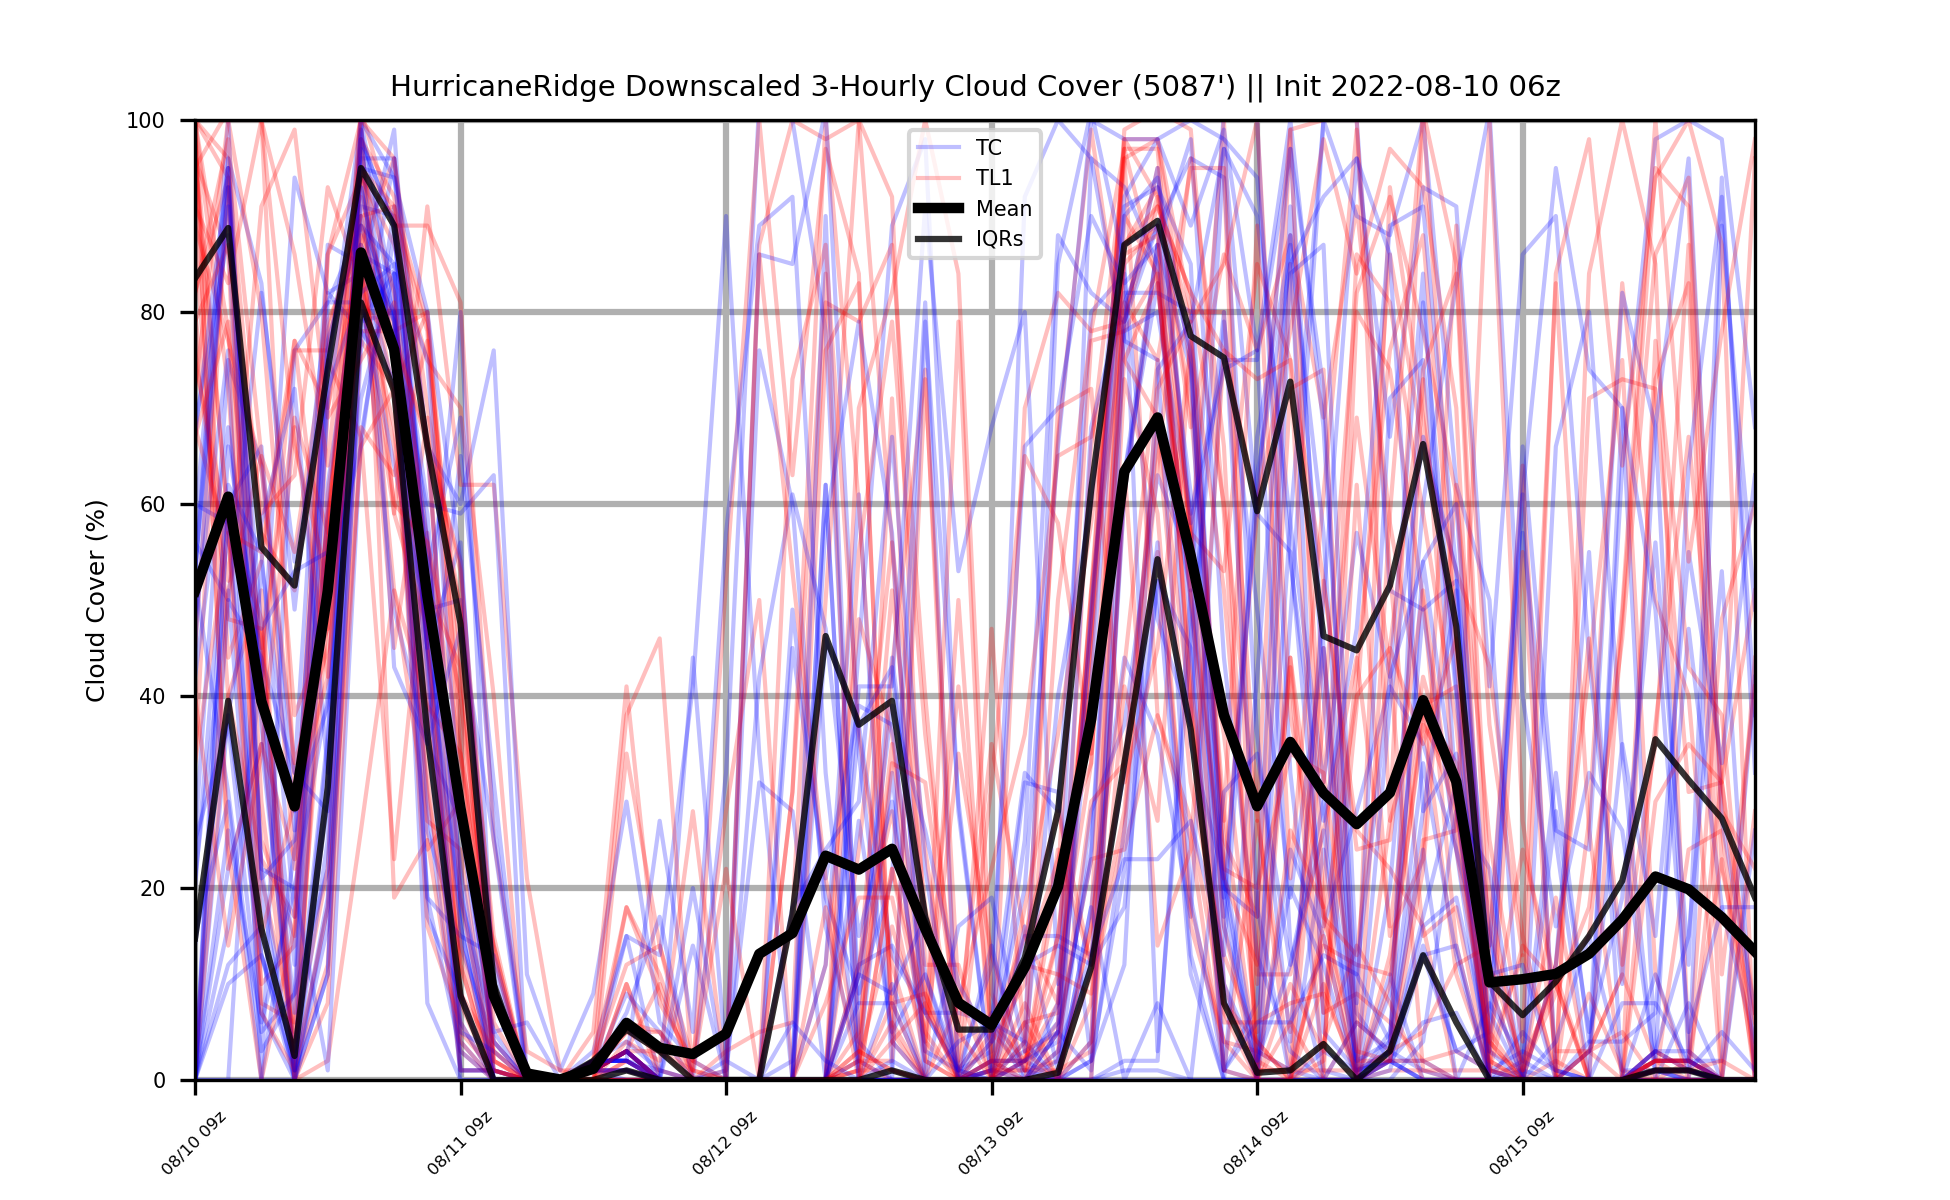 HurricaneRidge Downscaled 3-Hourly Cloud Cover (5087') || Init 2022-08-10 06z
TC
TL1
Mean
IQRs
Cloud Cover (%)
100
80
60
40
20
0
08/10 09z
08/11 09z
08/12 09z
08/13 09z
08/14 09z
08/15 09z